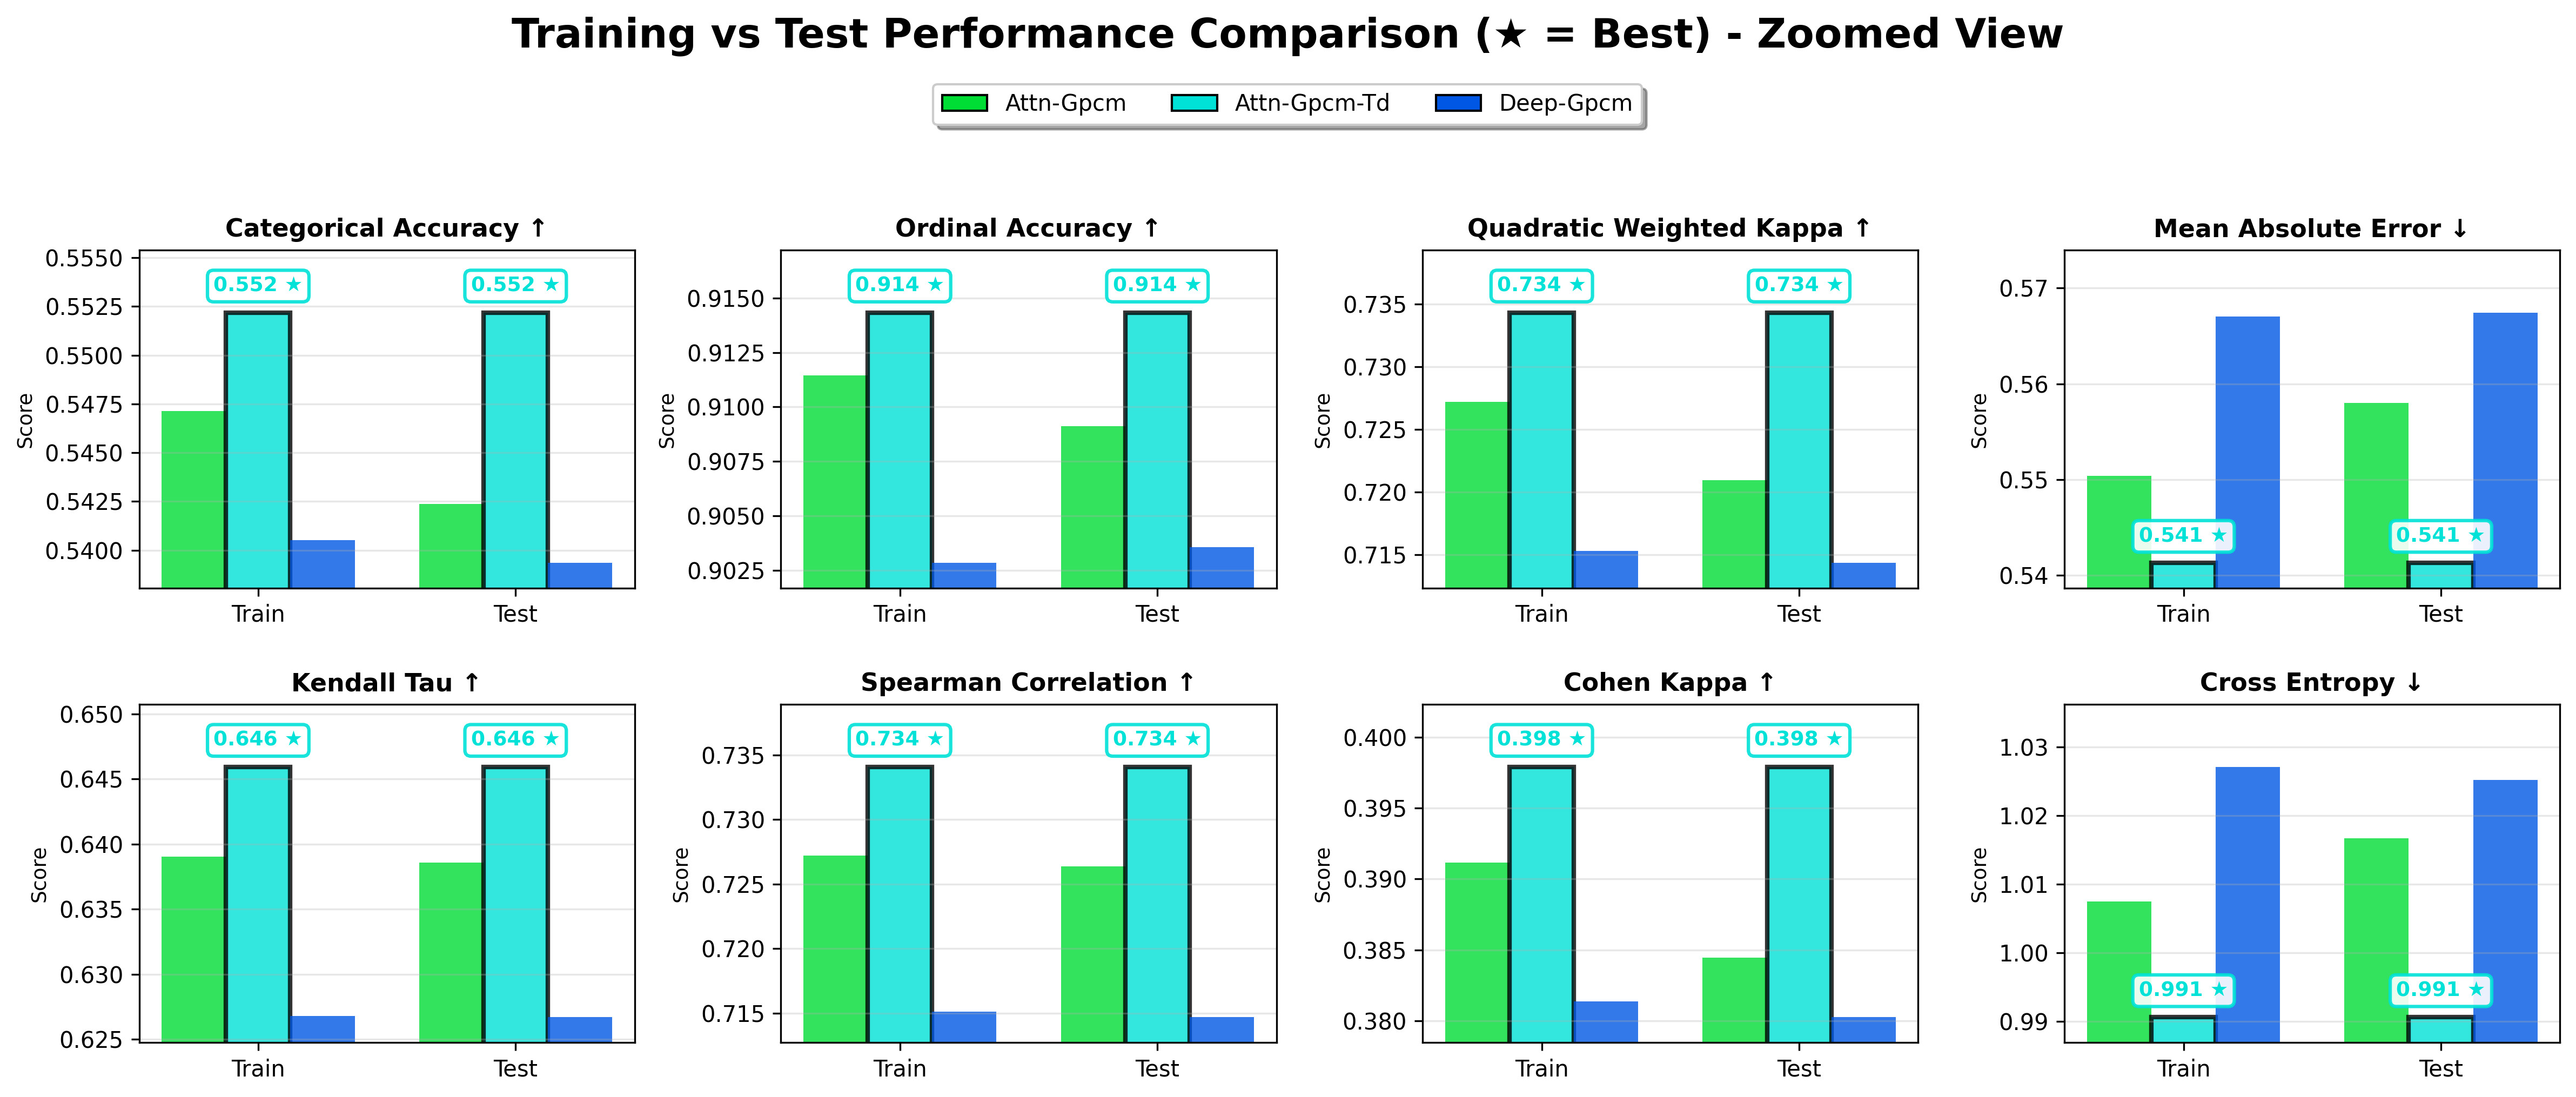 Training vs Test Performance Comparison (★ = Best) - Zoomed View
Attn-Gpcm Attn-Gpcm-Td Deep-Gpcm
Categorical Accuracy ↑
0.5550
0.5525
0.5500
0.5475
0.5450
0.5425
0.5400
Score
0.552 ★
0.552 ★
Train Test
Ordinal Accuracy ↑
0.9150
0.9125
0.9100
0.9075
0.9050
0.9025
Score
0.914 ★
0.914 ★
Train Test
Quadratic Weighted Kappa ↑
0.735
0.730
0.725
0.720
0.715
Score
0.734 ★
0.734 ★
Train Test
Mean Absolute Error ↓
0.57
0.56
0.55
0.54
Score
0.541 ★
0.541 ★
Train Test
Kendall Tau ↑
0.650
0.645
0.640
0.635
0.630
0.625
Score
0.646 ★
0.646 ★
Train Test
Spearman Correlation ↑
0.735
0.730
0.725
0.720
0.715
Score
0.734 ★
0.734 ★
Train Test
Cohen Kappa ↑
0.400
0.395
0.390
0.385
0.380
Score
0.398 ★
0.398 ★
Train Test
Cross Entropy ↓
1.03
1.02
1.01
1.00
0.99
Score
0.991 ★
0.991 ★
Train Test